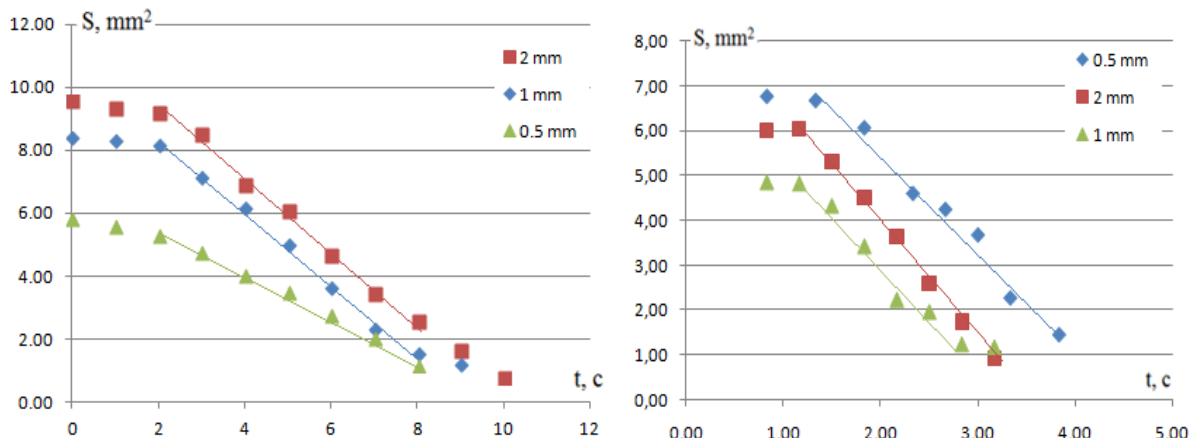 12.00
S, mm²
10.00
8.00
6.00
4.00
2.00
0.00
2 mm
1 mm
0.5 mm
t, c
0 2 4 6 8 10 12
8,00
S, mm²
7,00
6,00
5,00
4,00
3,00
2,00
1,00
0,00
0.5 mm
2 mm
1 mm
t, c
0.00 1.00 2.00 3.00 4.00 5.00